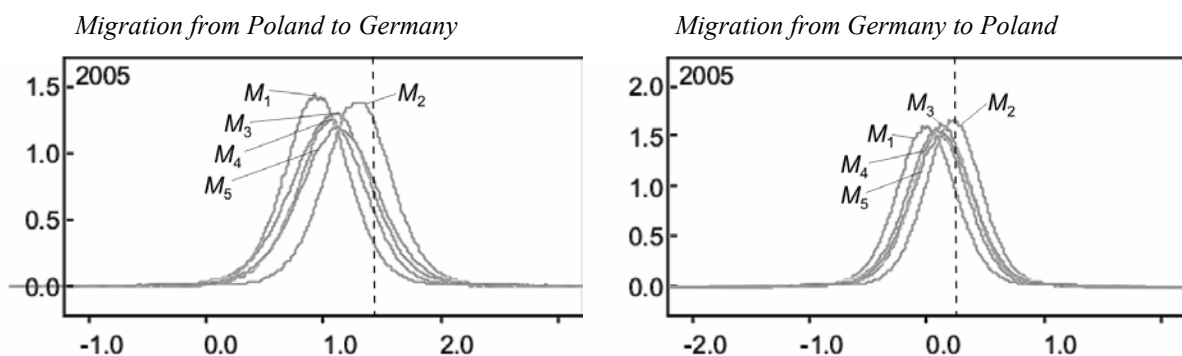 Migration from Poland to Germany
2005
1.5
1.0
0.5
0.0
M1
M2
M3
M4
M5
-1.0 0.0 1.0 2.0
Migration from Germany to Poland
2005
2.0
1.5
1.0
0.5
0.0
M3
M2
M1
M4
M5
-2.0 -1.0 0.0 1.0